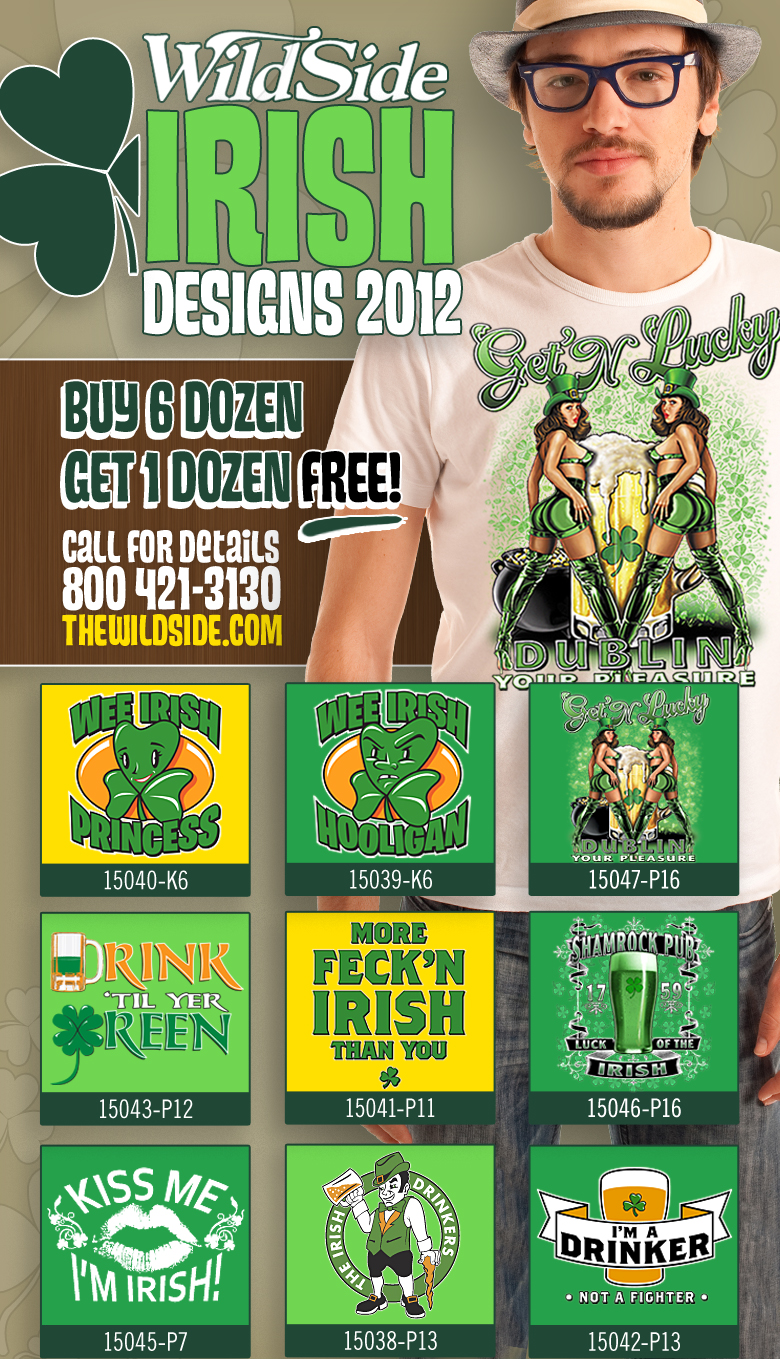 WildSide
IRISH
DESIGNS 2012
BUY 6 DOZEN
GET 1 DOZEN FREE!
CALL FOR DETAILS
800 421-3130
THEWILDSIDE.COM
Get'N Lucky
DUBLIN
YOUR PLEASURE
WEE IRISH
PRINCESS
15040-K6
WEE IRISH
HOOLIGAN
15039-K6
Get'N Lucky
DUBLIN
YOUR PLEASURE
15047-P16
DRINK
'TIL YER
GREEN
15043-P12
MORE
FECK'N
IRISH
THAN YOU
15041-P11
SHAMROCK PUB
17 59
LUCK OF THE
IRISH
15046-P16
KISS ME
I'M IRISH!
15045-P7
THE IRISH DRINKERS
15038-P13
I'M A
DRINKER
• NOT A FIGHTER •
15042-P13